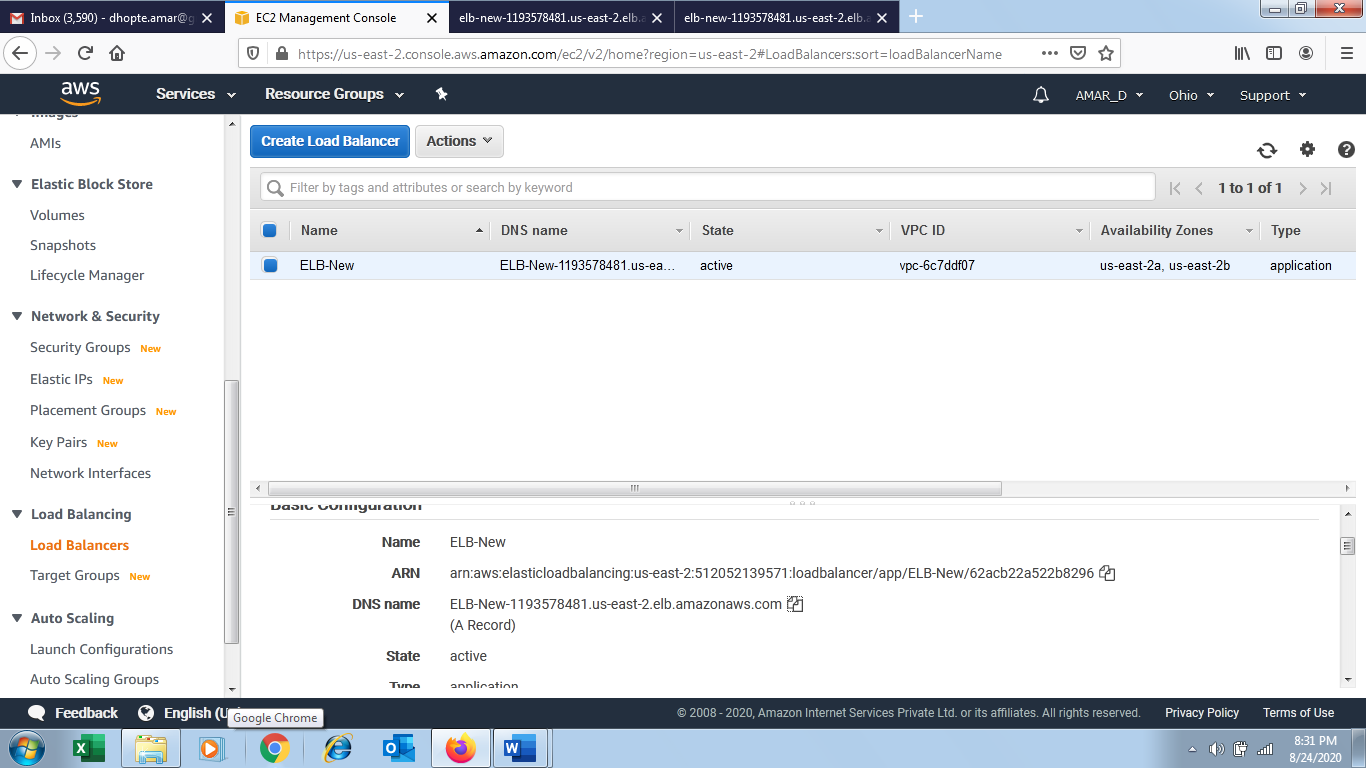 Inbox (3,590) - dhopte.amar@g
EC2 Management Console
elb-new-1193578481.us-east-2.elb.a
elb-new-1193578481.us-east-2.elb.a
https://us-east-2.console.aws.amazon.com/ec2/v2/home?region=us-east-2#LoadBalancers:sort=loadBalancerName
aws
Services
Resource Groups
AMAR_D
Ohio
Support
Images
AMIs
Elastic Block Store
Volumes
Snapshots
Lifecycle Manager
Network & Security
Security Groups New
Elastic IPs New
Placement Groups New
Key Pairs New
Network Interfaces
Load Balancing
Load Balancers
Target Groups New
Auto Scaling
Launch Configurations
Auto Scaling Groups
Create Load Balancer
Actions
Filter by tags and attributes or search by keyword
1 to 1 of 1
Name DNS name State VPC ID Availability Zones Type
ELB-New ELB-New-1193578481.us-ea... active vpc-6c7ddf07 us-east-2a, us-east-2b application
Basic Configuration
Name ELB-New
ARN arn:aws:elasticloadbalancing:us-east-2:512052139571:loadbalancer/app/ELB-New/62acb22a522b8296
DNS name ELB-New-1193578481.us-east-2.elb.amazonaws.com
(A Record)
State active
Type application
Feedback
English (U
Google Chrome
© 2008 - 2020, Amazon Internet Services Private Ltd. or its affiliates. All rights reserved.
Privacy Policy
Terms of Use
8:31 PM
8/24/2020